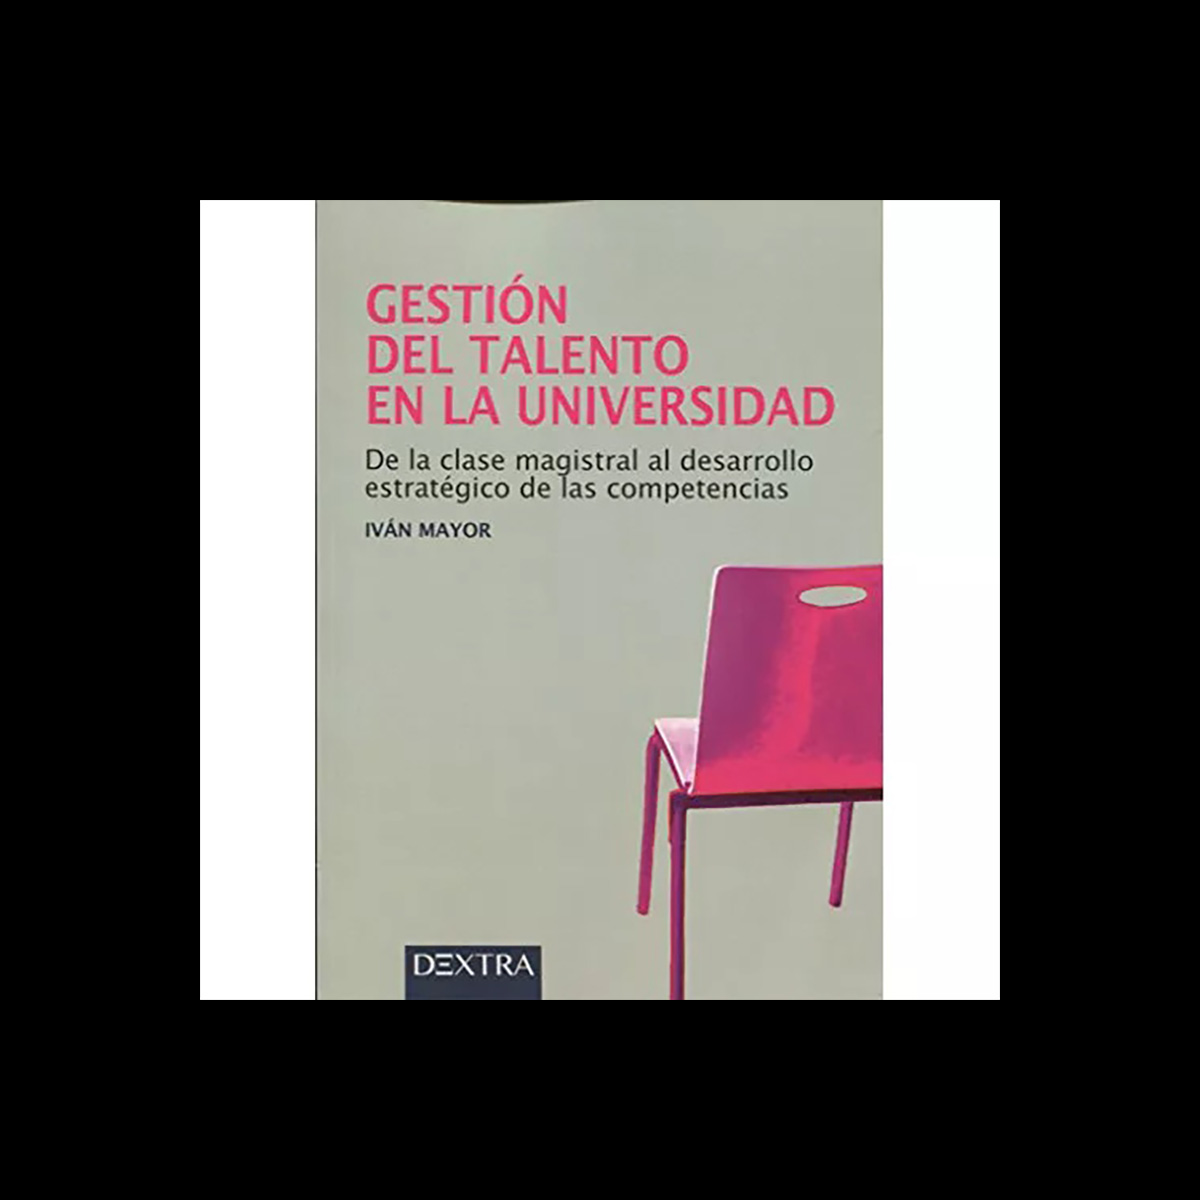 GESTIÓN
DEL TALENTO
EN LA UNIVERSIDAD
De la clase magistral al desarrollo
estratégico de las competencias
IVÁN MAYOR
DEXTRA